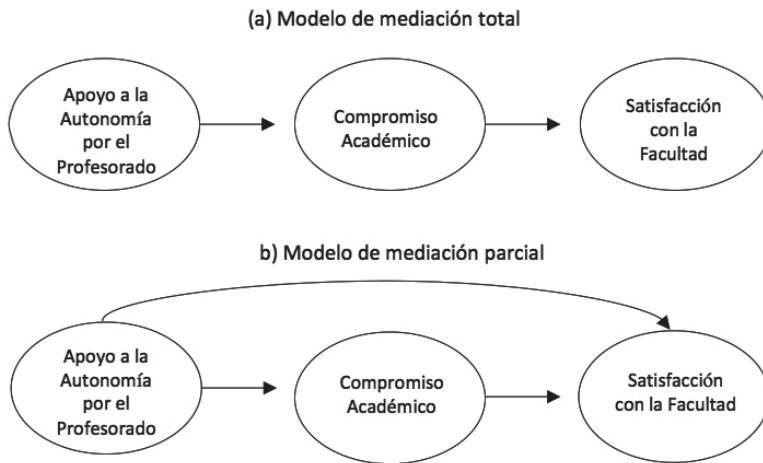 (a) Modelo de mediación total
Apoyo a la
Autonomía
por el
Profesorado
Compromiso
Académico
Satisfacción
con la
Facultad
b) Modelo de mediación parcial
Apoyo a la
Autonomía
por el
Profesorado
Compromiso
Académico
Satisfacción
con la Facultad